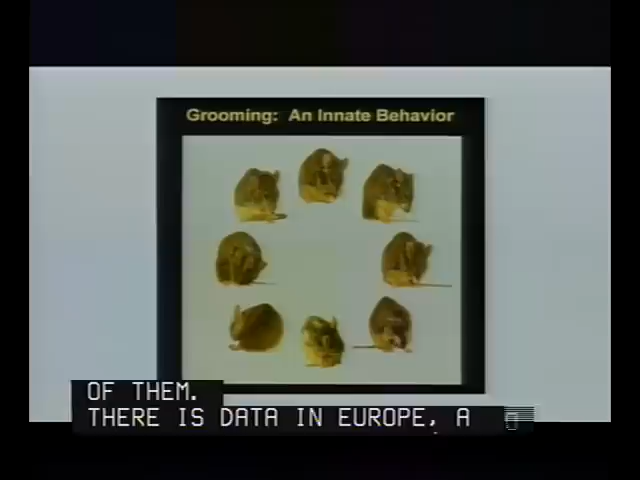 Grooming: An Innate Behavior
OF THEM.
THERE IS DATA IN EUROPE, A